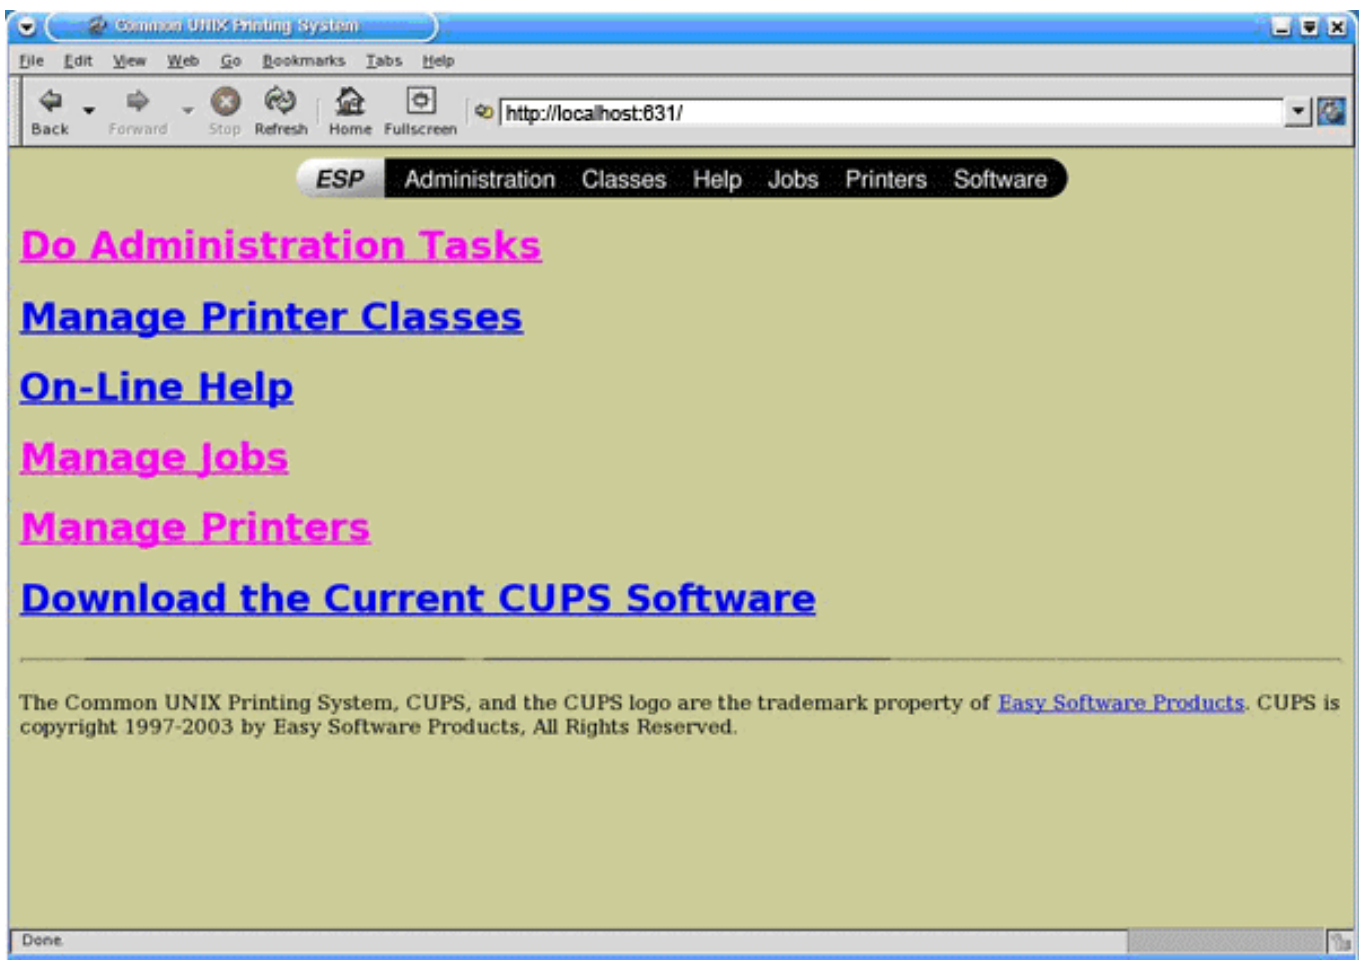 Common UNIX Printing System
File Edit View Web Go Bookmarks Tabs Help
Back Forward Stop Refresh Home Fullscreen http://localhost:631/
ESP Administration Classes Help Jobs Printers Software
Do Administration Tasks
Manage Printer Classes
On-Line Help
Manage Jobs
Manage Printers
Download the Current CUPS Software
The Common UNIX Printing System, CUPS, and the CUPS logo are the trademark property of Easy Software Products. CUPS is
copyright 1997-2003 by Easy Software Products, All Rights Reserved.
Done.